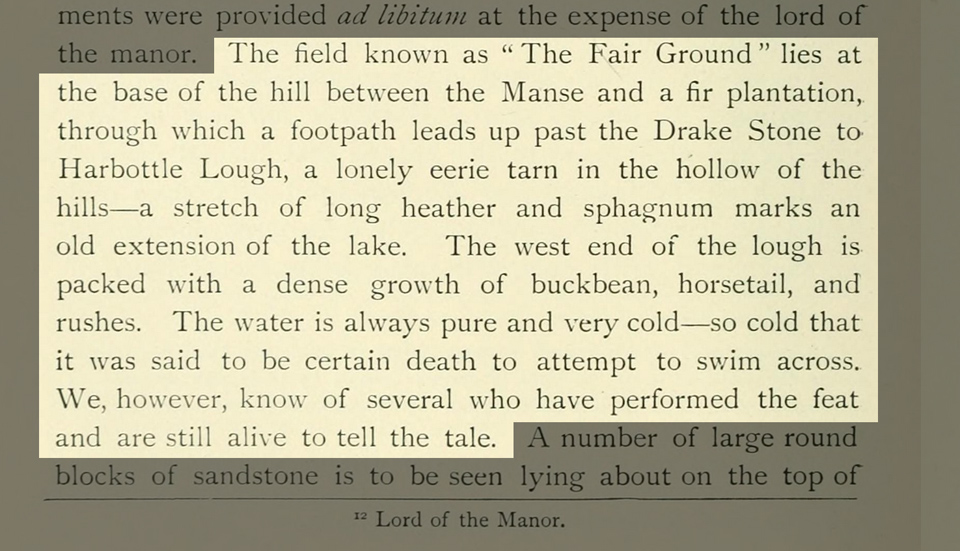 ments were provided ad libitum at the expense of the lord of
the manor. The field known as “The Fair Ground” lies at
the base of the hill between the Manse and a fir plantation,
through which a footpath leads up past the Drake Stone to
Harbottle Lough, a lonely eerie tarn in the hollow of the
hills—a stretch of long heather and sphagnum marks an
old extension of the lake. The west end of the lough is
packed with a dense growth of buckbean, horsetail, and
rushes. The water is always pure and very cold—so cold that
it was said to be certain death to attempt to swim across.
We, however, know of several who have performed the feat
and are still alive to tell the tale. A number of large round
blocks of sandstone is to be seen lying about on the top of
¹² Lord of the Manor.